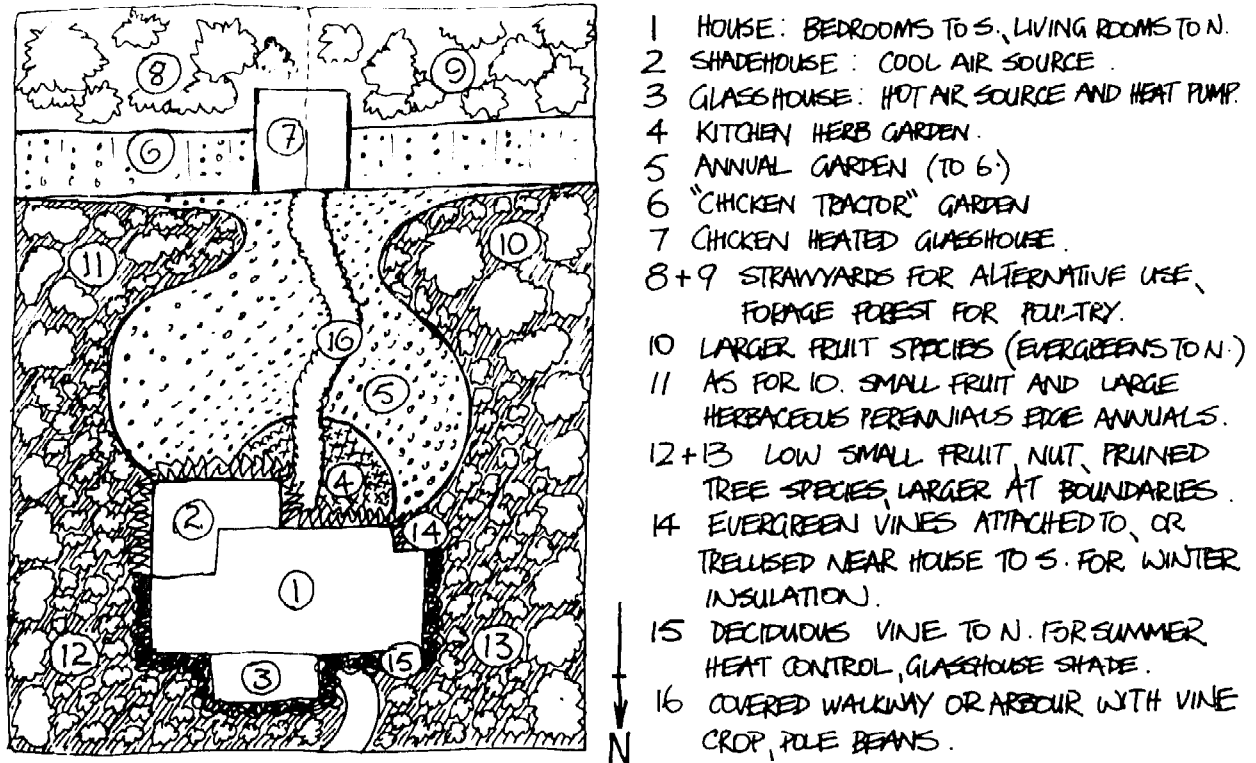 8
9
7
6
10
11
16
5
4
2
14
1
12
15
13
3
N
1 HOUSE: BEDROOMS TO S., LIVING ROOMS TO N.
2 SHADEHOUSE: COOL AIR SOURCE.
3 GLASSHOUSE: HOT AIR SOURCE AND HEAT PUMP.
4 KITCHEN HERB GARDEN.
5 ANNUAL GARDEN (TO 6.)
6 "CHICKEN TRACTOR" GARDEN
7 CHICKEN HEATED GLASSHOUSE.
8+9 STRAWYARDS FOR ALTERNATIVE USE,
FORAGE FOREST FOR POULTRY.
10 LARGER FRUIT SPECIES (EVERGREENS TO N.)
11 AS FOR 10. SMALL FRUIT AND LARGE
HERBACEOUS PERENNIALS EDGE ANNUALS.
12+13 LOW SMALL FRUIT, NUT, PRUNED
TREE SPECIES, LARGER AT BOUNDARIES.
14 EVERGREEN VINES ATTACHED TO, OR
TRELLISED NEAR HOUSE TO S. FOR WINTER
INSULATION.
15 DECIDUOUS VINE TO N. FOR SUMMER
HEAT CONTROL, GLASSHOUSE SHADE.
16 COVERED WALKWAY OR ARBOUR WITH VINE
CROP, POLE BEANS.